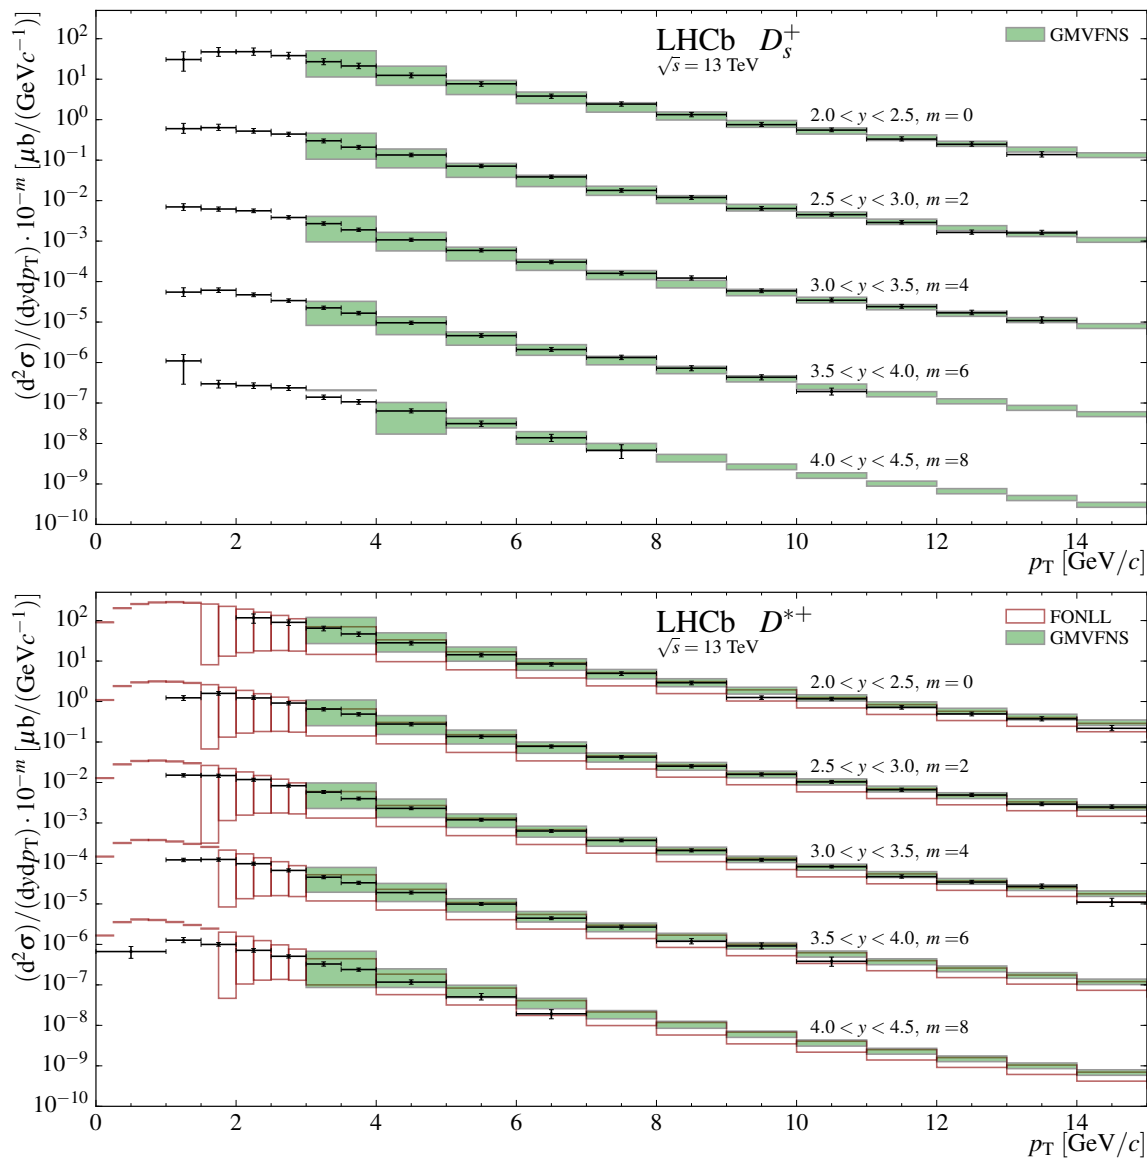 LHCb D_s^+
√s = 13 TeV
GMVFNS
(d²σ)/(dydp_T) · 10^{-m} [μb/(GeVc^{-1})]
10^2
10^1
10^0
10^{-1}
10^{-2}
10^{-3}
10^{-4}
10^{-5}
10^{-6}
10^{-7}
10^{-8}
10^{-9}
10^{-10}
2.0 < y < 2.5, m = 0
2.5 < y < 3.0, m = 2
3.0 < y < 3.5, m = 4
3.5 < y < 4.0, m = 6
4.0 < y < 4.5, m = 8
0 2 4 6 8 10 12 14
p_T [GeV/c]
LHCb D^{*+}
√s = 13 TeV
FONLL
GMVFNS
(d²σ)/(dydp_T) · 10^{-m} [μb/(GeVc^{-1})]
10^2
10^1
10^0
10^{-1}
10^{-2}
10^{-3}
10^{-4}
10^{-5}
10^{-6}
10^{-7}
10^{-8}
10^{-9}
10^{-10}
2.0 < y < 2.5, m = 0
2.5 < y < 3.0, m = 2
3.0 < y < 3.5, m = 4
3.5 < y < 4.0, m = 6
4.0 < y < 4.5, m = 8
0 2 4 6 8 10 12 14
p_T [GeV/c]